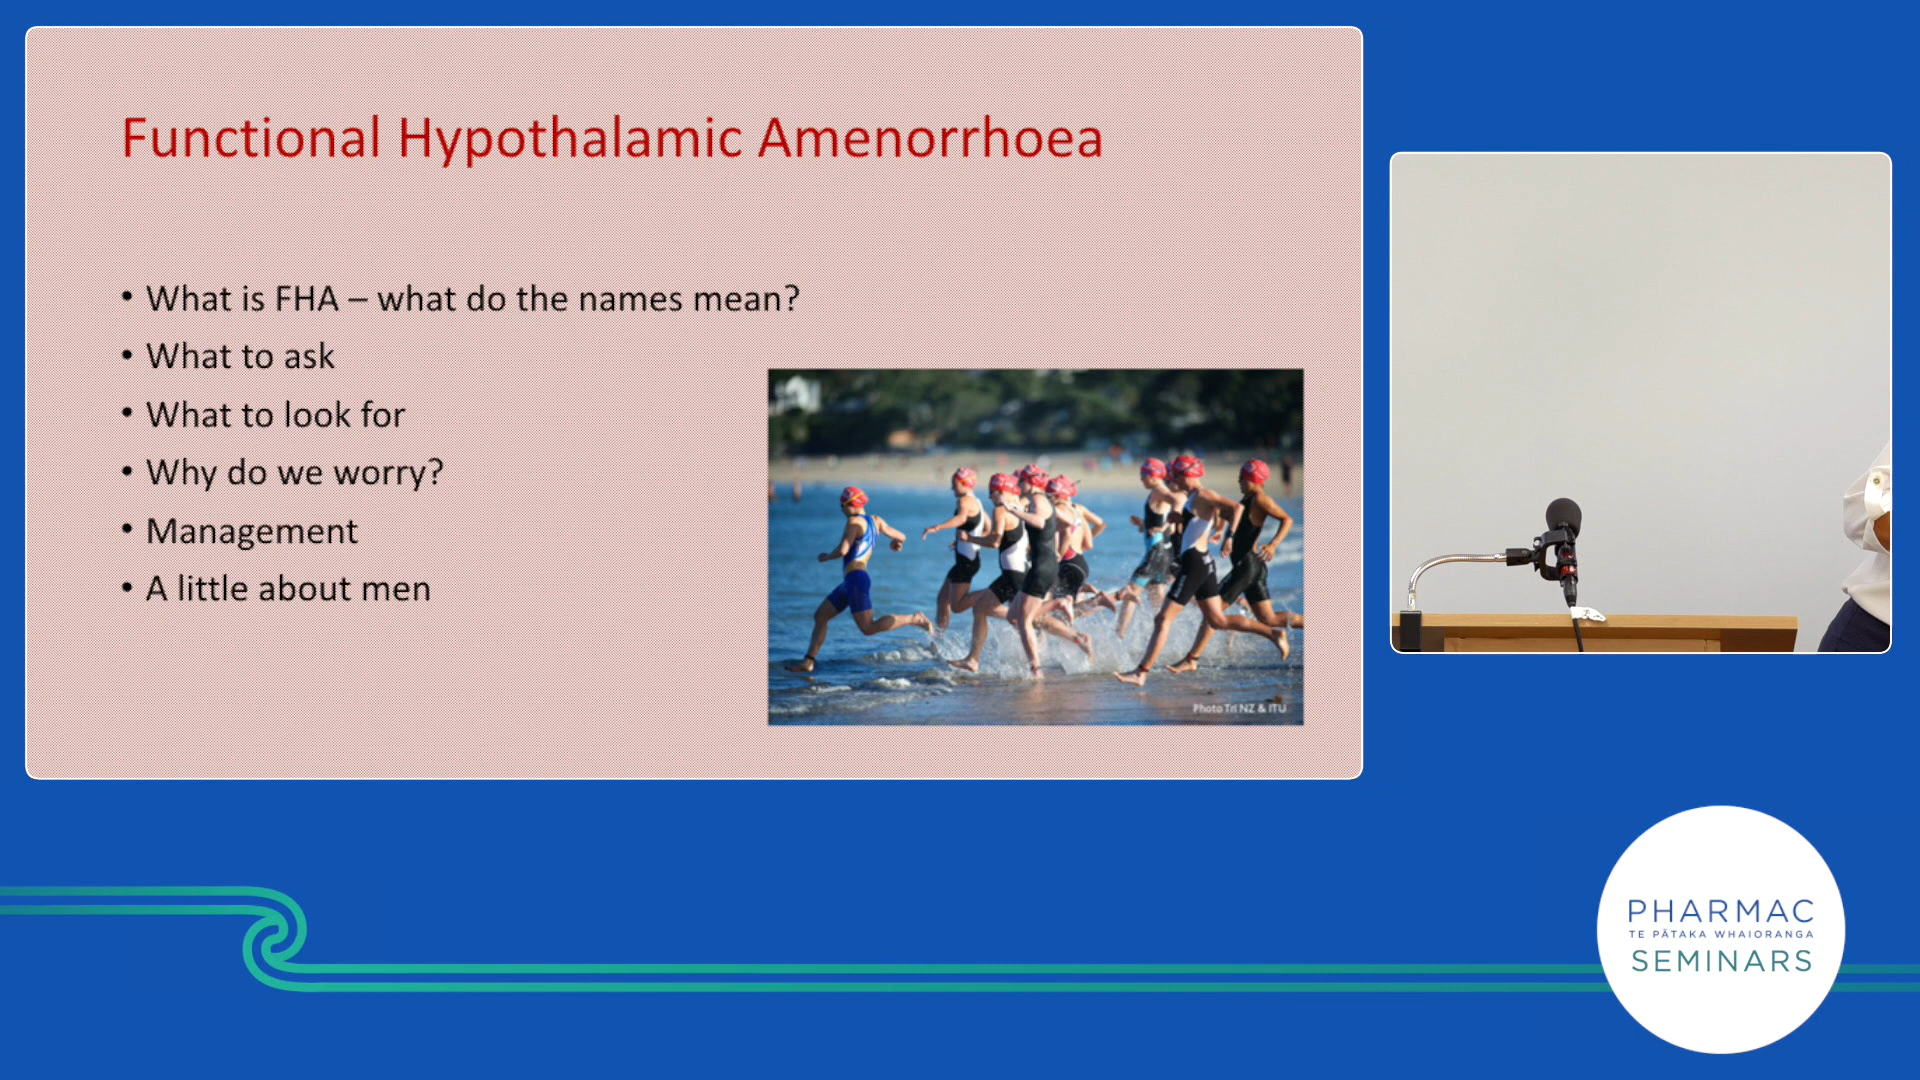 Functional Hypothalamic Amenorrhoea
• What is FHA – what do the names mean?
• What to ask
• What to look for
• Why do we worry?
• Management
• A little about men
Photo Tri NZ & ITU
PHARMAC
TE PĀTAKA WHAIORANGA
SEMINARS